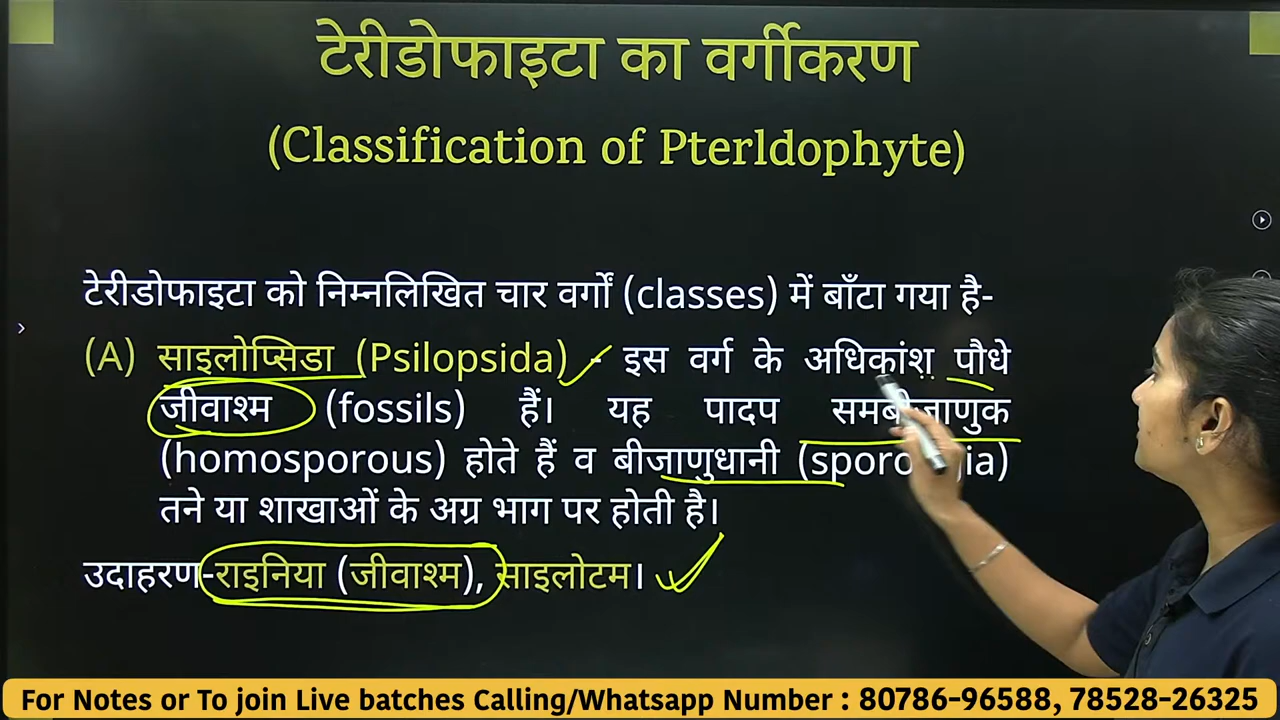 टेरीडोफाइटा का वर्गीकरण
(Classification of Pterldophyte)
टेरीडोफाइटा को निम्नलिखित चार वर्गों (classes) में बाँटा गया है-
(A) साइलोप्सिडा (Psilopsida) - इस वर्ग के अधिकांश पौधे
जीवाश्म (fossils) हैं। यह पादप समबीजाणुक
(homosporous) होते हैं व बीजाणुधानी
तने या शाखाओं के अग्र भाग पर होती है।
उदाहरण-राइनिया (जीवाश्म), साइलोटम।
For Notes or To join Live batches Calling/Whatsapp Number : 80786-96588, 78528-26325